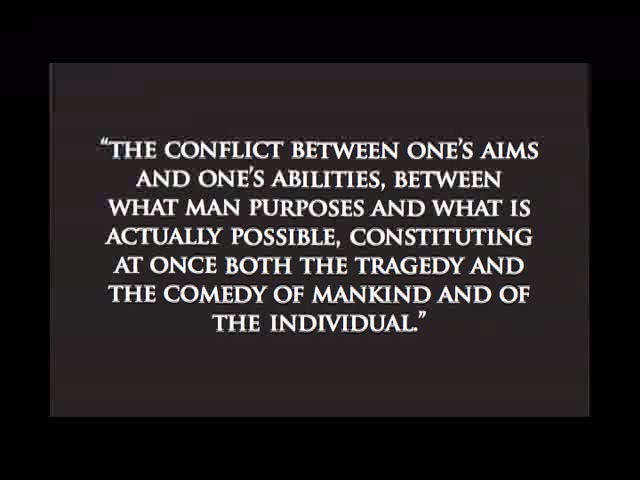 “THE CONFLICT BETWEEN ONE’S AIMS
AND ONE’S ABILITIES, BETWEEN
WHAT MAN PURPOSES AND WHAT IS
ACTUALLY POSSIBLE, CONSTITUTING
AT ONCE BOTH THE TRAGEDY AND
THE COMEDY OF MANKIND AND OF
THE INDIVIDUAL.”